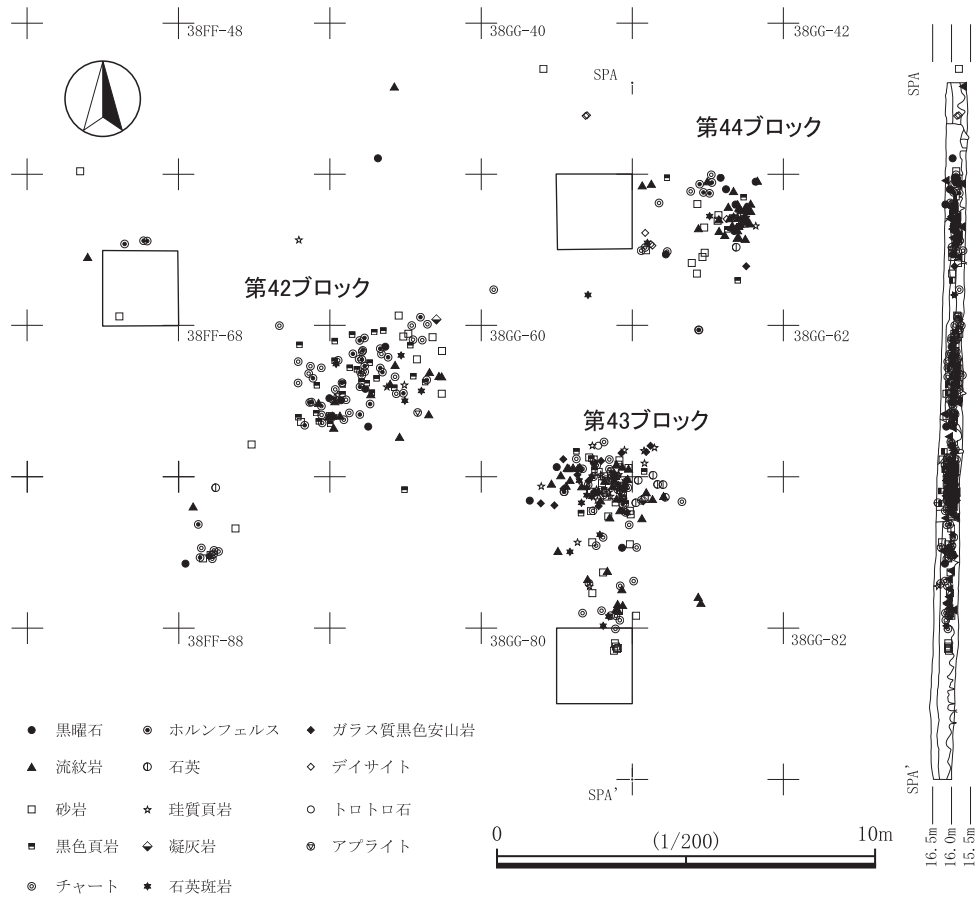 38FF-48
38GG-40
38GG-42
SPA
SPA
第44ブロック
第42ブロック
38FF-68
38GG-60
38GG-62
第43ブロック
38FF-88
38GG-80
38GG-82
黒曜石
ホルンフェルス
ガラス質黒色安山岩
流紋岩
石英
デイサイト
砂岩
珪質頁岩
トロトロ石
黒色頁岩
凝灰岩
アプライト
チャート
石英斑岩
SPA'
SPA'
0
(1/200)
10m
16.5m
16.0m
15.5m